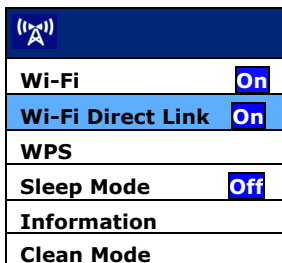 Wi-Fi On
Wi-Fi Direct Link On
WPS
Sleep Mode Off
Information
Clean Mode